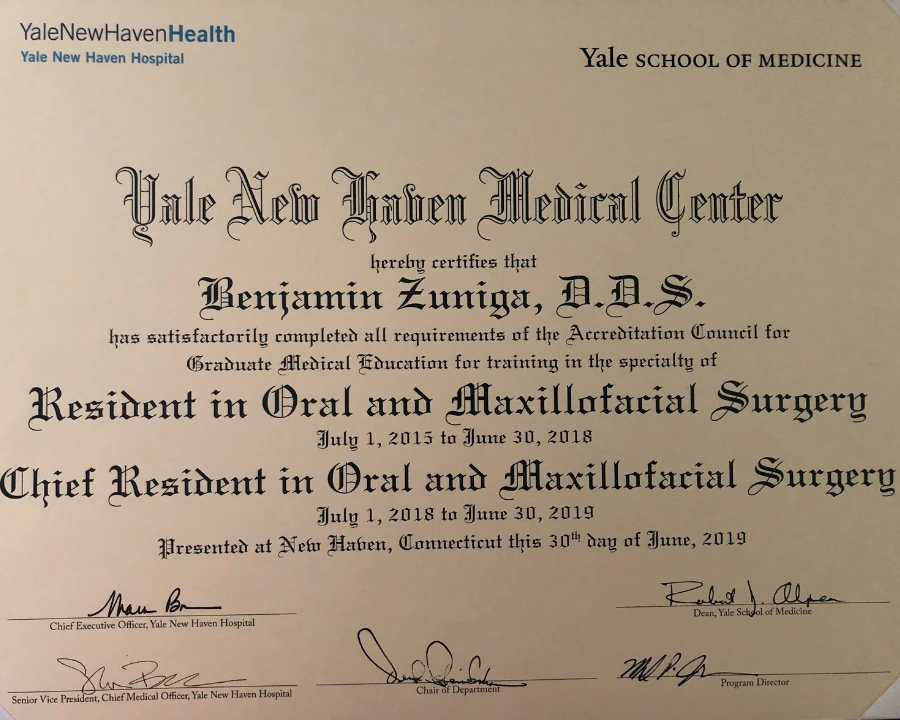 YaleNewHavenHealth
Yale New Haven Hospital
Yale SCHOOL OF MEDICINE
Yale New Haven Medical Center
hereby certifies that
Benjamin Zuniga, D.D.S.
has satisfactorily completed all requirements of the Accreditation Council for
Graduate Medical Education for training in the specialty of
Resident in Oral and Maxillofacial Surgery
July 1, 2015 to June 30, 2018
Chief Resident in Oral and Maxillofacial Surgery
July 1, 2018 to June 30, 2019
Presented at New Haven, Connecticut this 30th day of June, 2019
Chief Executive Officer, Yale New Haven Hospital
Robert J. Alpern
Dean, Yale School of Medicine
Senior Vice President, Chief Medical Officer, Yale New Haven Hospital
Chair of Department
Program Director